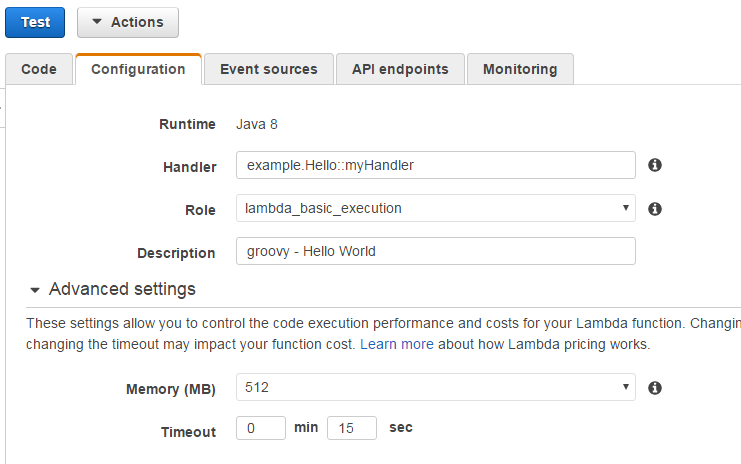 Test Actions
Code Configuration Event sources API endpoints Monitoring
Runtime Java 8
Handler example.Hello::myHandler
Role lambda_basic_execution
Description groovy - Hello World
Advanced settings
These settings allow you to control the code execution performance and costs for your Lambda function.
changing the timeout may impact your function cost. Learn more about how Lambda pricing works.
Memory (MB) 512
Timeout 0 min 15 sec